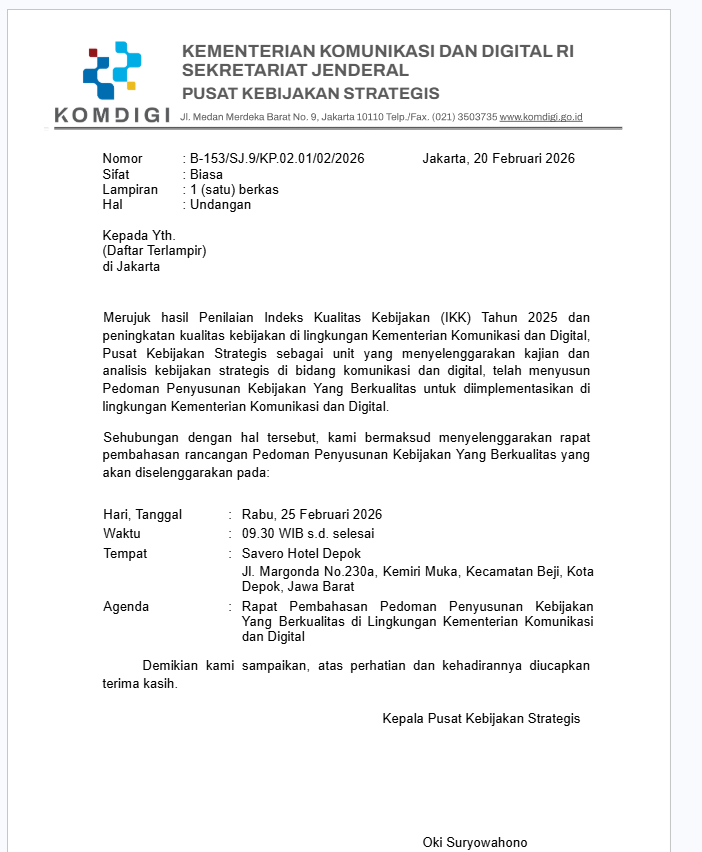 KEMENTERIAN KOMUNIKASI DAN DIGITAL RI
SEKRETARIAT JENDERAL
PUSAT KEBIJAKAN STRATEGIS
KOMDIGI
Jl. Medan Merdeka Barat No. 9, Jakarta 10110 Telp./Fax. (021) 3503735 www.komdigi.go.id
Nomor : B-153/SJ.9/KP.02.01/02/2026 Jakarta, 20 Februari 2026
Sifat : Biasa
Lampiran : 1 (satu) berkas
Hal : Undangan
Kepada Yth.
(Daftar Terlampir)
di Jakarta
Merujuk hasil Penilaian Indeks Kualitas Kebijakan (IKK) Tahun 2025 dan
peningkatan kualitas kebijakan di lingkungan Kementerian Komunikasi dan Digital,
Pusat Kebijakan Strategis sebagai unit yang menyelenggarakan kajian dan
analisis kebijakan strategis di bidang komunikasi dan digital, telah menyusun
Pedoman Penyusunan Kebijakan Yang Berkualitas untuk diimplementasikan di
lingkungan Kementerian Komunikasi dan Digital.
Sehubungan dengan hal tersebut, kami bermaksud menyelenggarakan rapat
pembahasan rancangan Pedoman Penyusunan Kebijakan Yang Berkualitas yang
akan diselenggarakan pada:
Hari, Tanggal : Rabu, 25 Februari 2026
Waktu : 09.30 WIB s.d. selesai
Tempat : Savero Hotel Depok
Jl. Margonda No.230a, Kemiri Muka, Kecamatan Beji, Kota
Depok, Jawa Barat
Agenda : Rapat Pembahasan Pedoman Penyusunan Kebijakan
Yang Berkualitas di Lingkungan Kementerian Komunikasi
dan Digital
Demikian kami sampaikan, atas perhatian dan kehadirannya diucapkan
terima kasih.
Kepala Pusat Kebijakan Strategis
Oki Suryowahono